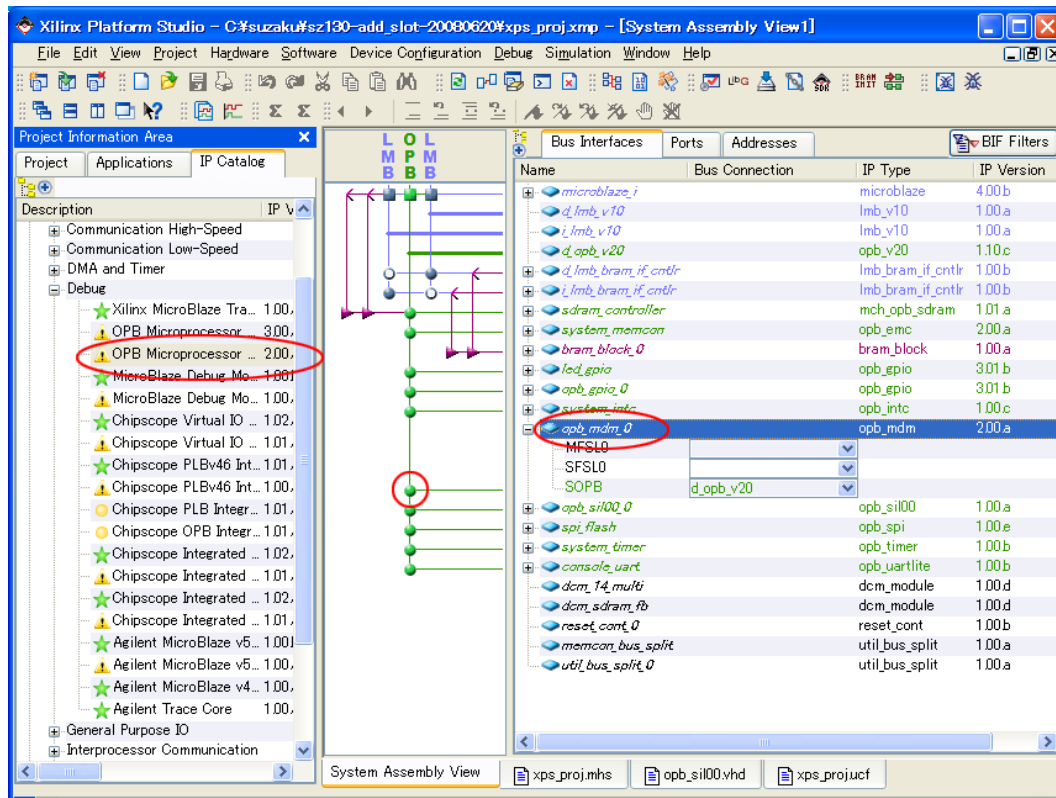 Xilinx Platform Studio - C:¥suzaku¥sz130-add_slot-20080620¥xps_proj.xmp - [System Assembly View1]
File Edit View Project Hardware Software Device Configuration Debug Simulation Window Help
Project Information Area
Project Applications IP Catalog
Description IP V
Communication High-Speed
Communication Low-Speed
DMA and Timer
Debug
Xilinx MicroBlaze Tra... 1.00.
OPB Microprocessor ... 3.00.
OPB Microprocessor ... 2.00.
MicroBlaze Debug Mo... 1.00.
MicroBlaze Debug Mo... 1.00.
Chipscope Virtual IO ... 1.02.
Chipscope Virtual IO ... 1.01.
Chipscope PLBv46 Int... 1.01.
Chipscope PLBv46 Int... 1.00.
Chipscope PLB Integr... 1.01.
Chipscope OPB Integr... 1.01.
Chipscope Integrated ... 1.02.
Chipscope Integrated ... 1.01.
Chipscope Integrated ... 1.02.
Chipscope Integrated ... 1.01.
Agilent MicroBlaze v5... 1.00.
Agilent MicroBlaze v5... 1.00.
Agilent MicroBlaze v4... 1.00.
Agilent Trace Core 1.00.
General Purpose IO
Interprocessor Communication
LMB OPB LMB
Bus Interfaces Ports Addresses BIF Filters
Name Bus Connection IP Type IP Version
microblaze_i microblaze 4.00.b
d_lmb_v10 lmb_v10 1.00.a
i_lmb_v10 lmb_v10 1.00.a
d_opb_v20 opb_v20 1.10.c
d_lmb_bram_if_cntlr lmb_bram_if_cntlr 1.00.b
i_lmb_bram_if_cntlr lmb_bram_if_cntlr 1.00.b
sdram_controller mch_opb_sdram 1.01.a
system_memcon opb_emc 2.00.a
bram_block_0 bram_block 1.00.a
led_gpio opb_gpio 3.01.b
opb_gpio_0 opb_gpio 3.01.b
system_intc opb_intc 1.00.c
opb_mdm_0 opb_mdm 2.00.a
MFSL0
SFSL0
SOPB d_opb_v20
opb_sil00_0 opb_sil00 1.00.a
spi_flash opb_spi 1.00.e
system_timer opb_timer 1.00.b
console_uart opb_uartlite 1.00.b
dcm_14_multi dcm_module 1.00.d
dcm_sdram_fb dcm_module 1.00.d
reset_cont_0 reset_cont 1.00.b
memcon_bus_split util_bus_split 1.00.a
util_bus_split_0 util_bus_split 1.00.a
System Assembly View xps_proj.mhs opb_sil00.vhd xps_proj.ucf